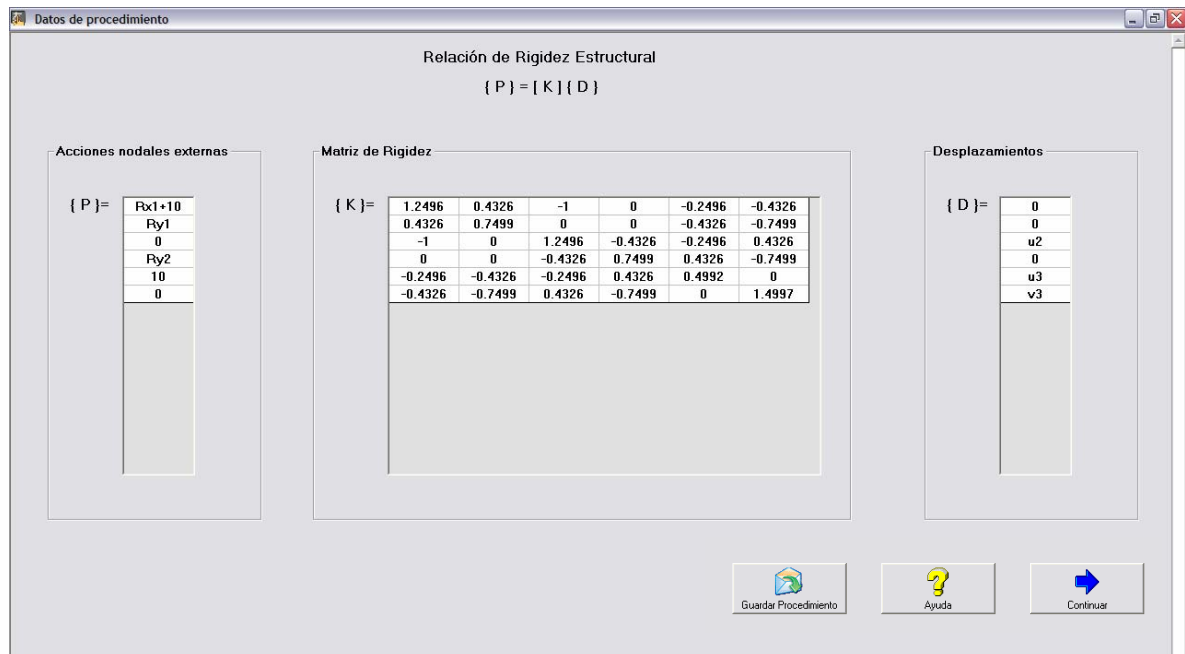 Datos de procedimiento
Relación de Rigidez Estructural
{ P } = [ K ] { D }
Acciones nodales externas
{ P }=
Rx1+10
Ry1
0
Ry2
10
0
Matriz de Rigidez
{ K }=
1.2496 0.4326 -1 0 -0.2496 -0.4326
0.4326 0.7499 0 0 -0.4326 -0.7499
-1 0 1.2496 -0.4326 -0.2496 0.4326
0 0 -0.4326 0.7499 0.4326 -0.7499
-0.2496 -0.4326 -0.2496 0.4326 0.4992 0
-0.4326 -0.7499 0.4326 -0.7499 0 1.4997
Desplazamientos
{ D }=
0
0
u2
0
u3
v3
Guardar Procedimiento
Ayuda
Continuar